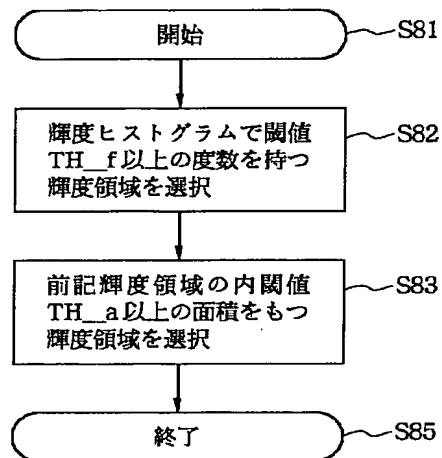 開始
S81
輝度ヒストグラムで閾値
TH_f以上の度数を持つ
輝度領域を選択
S82
前記輝度領域の内閾値
TH_a以上の面積をもつ
輝度領域を選択
S83
終了
S85